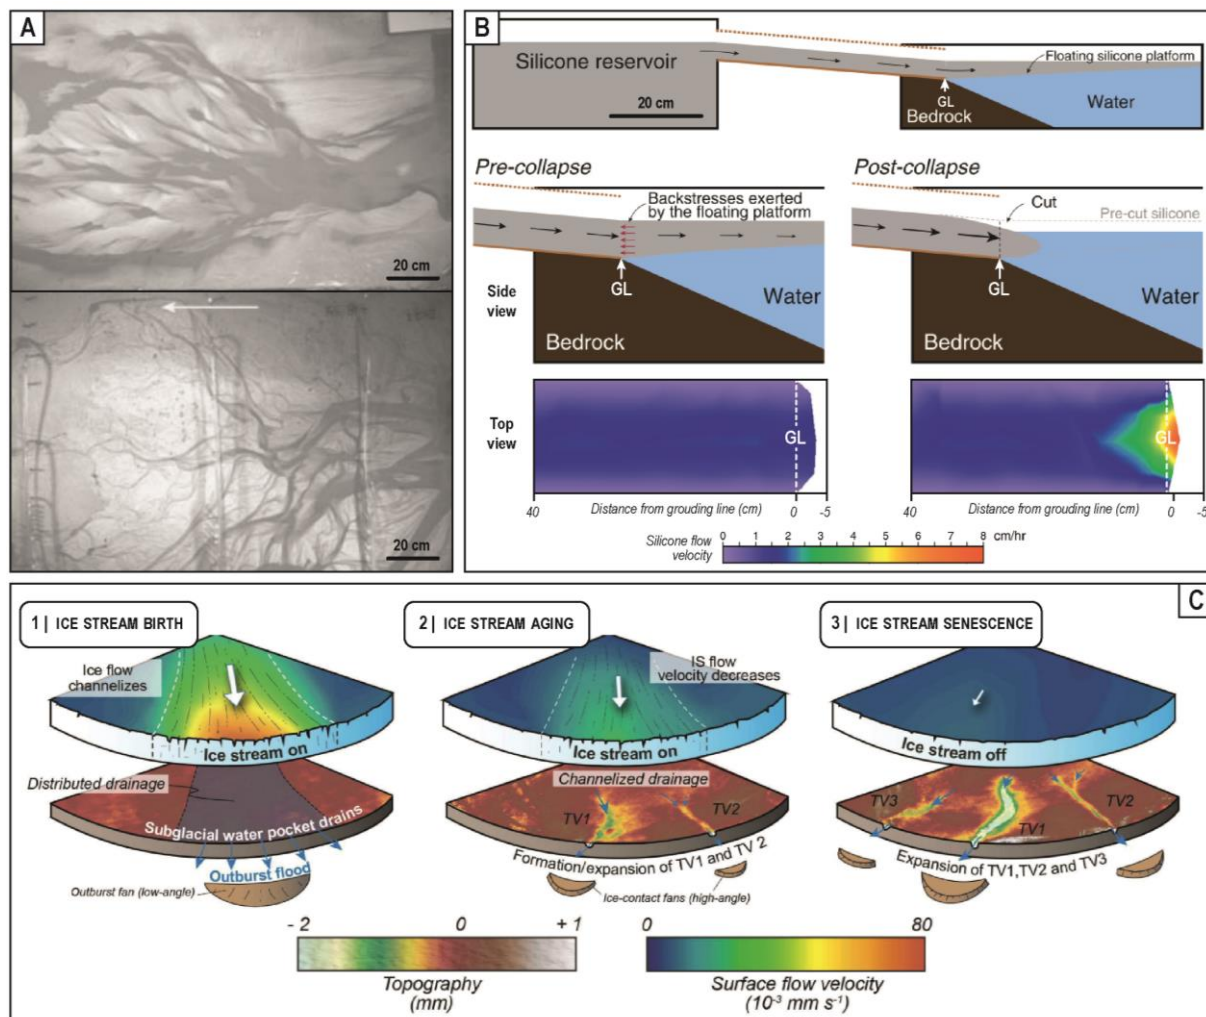 A
20 cm
20 cm
B
Silicone reservoir
20 cm
Floating silicone platform
GL
Bedrock
Water
Pre-collapse
Backstresses exerted
by the floating platform
GL
Water
Bedrock
Post-collapse
Cut
Pre-cut silicone
GL
Water
Bedrock
Side
view
Top
view
GL
40
Distance from grouding line (cm)
0
-5
GL
40
Distance from grouding line (cm)
0
-5
Silicone flow
velocity
0 1 2 3 4 5 6 7 8 cm/hr
C
1 | ICE STREAM BIRTH
Ice flow
channelizes
Ice stream on
Distributed drainage
Subglacial water pocket drains
Outburst flood
Outburst fan (low-angle)
2 | ICE STREAM AGING
IS flow
velocity decreases
Ice stream on
Channelized drainage
TV1
TV2
Formation/expansion of TV1 and TV 2
Ice-contact fans (high-angle)
3 | ICE STREAM SENESCENCE
Ice stream off
TV3
TV1
TV2
Expansion of TV1,TV2 and TV3
- 2 0 + 1
Topography
(mm)
0 80
Surface flow velocity
(10⁻³ mm s⁻¹)